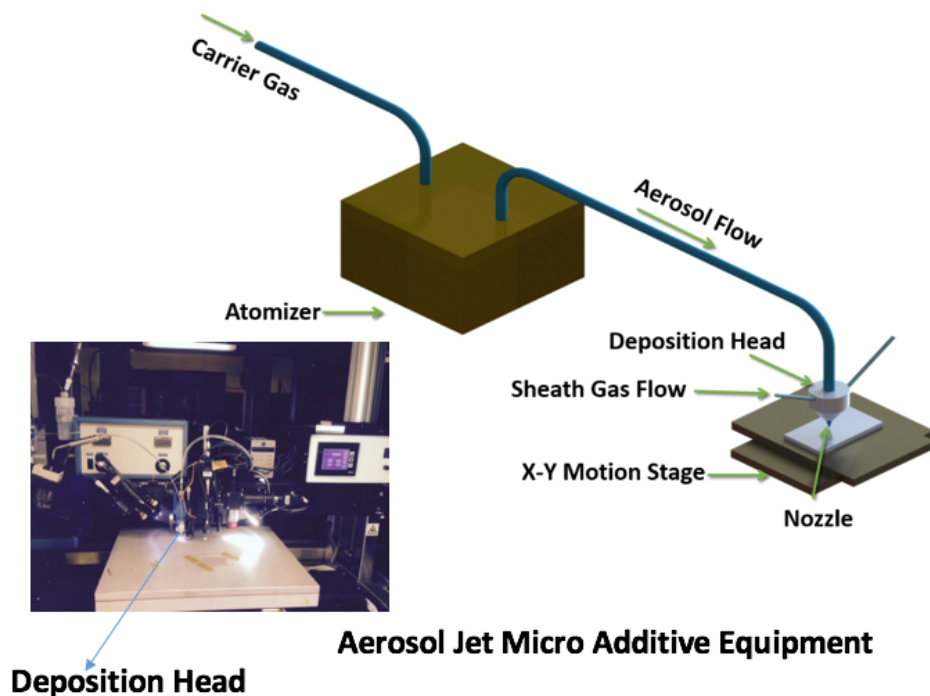 Carrier Gas
Aerosol Flow
Atomizer
Deposition Head
Sheath Gas Flow
X-Y Motion Stage
Nozzle
Aerosol Jet Micro Additive Equipment
Deposition Head